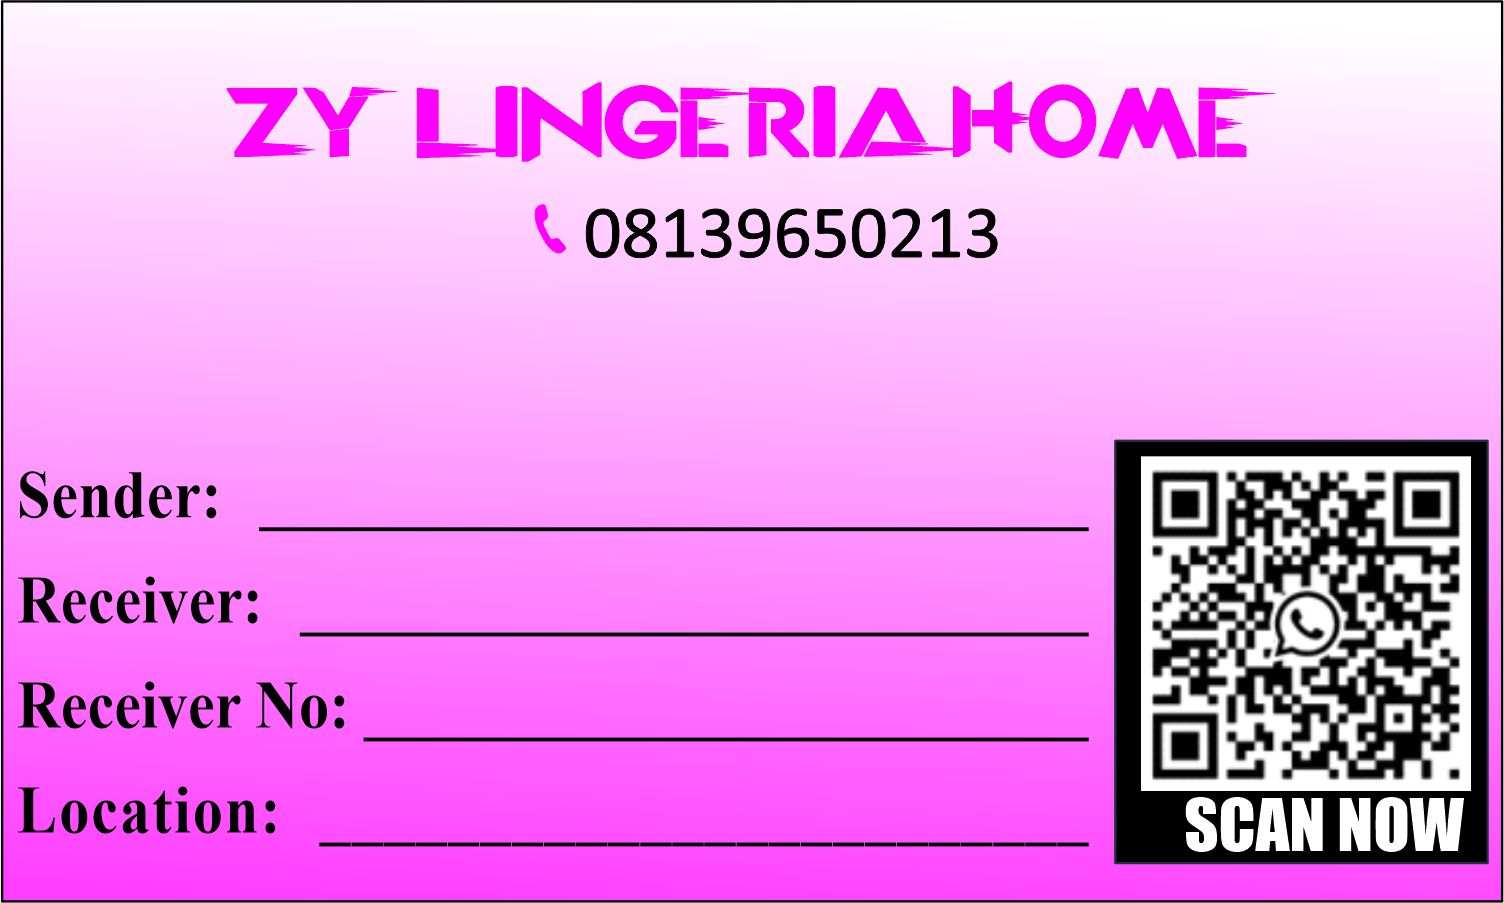 ZY LINGERIA HOME
08139650213
Sender:
Receiver:
Receiver No:
Location:
SCAN NOW